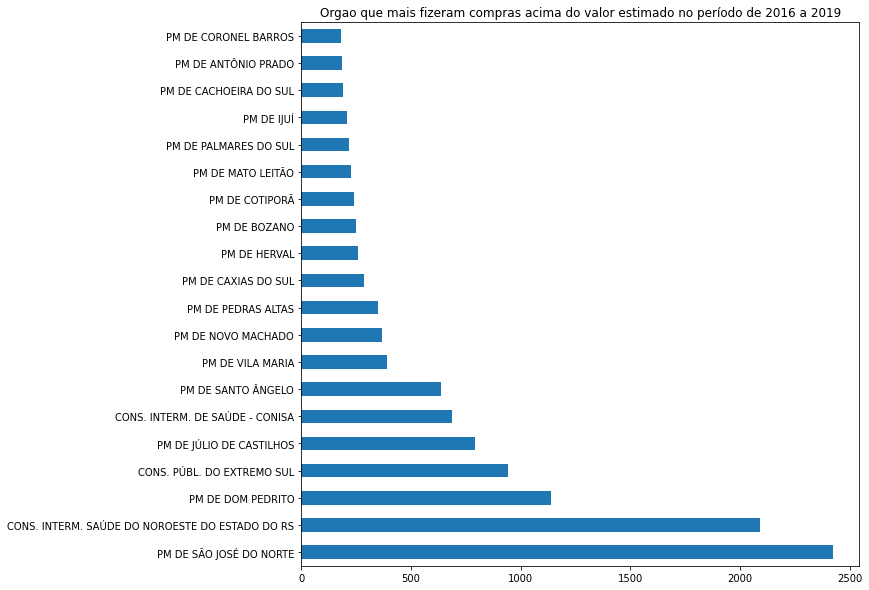 Orgao que mais fizeram compras acima do valor estimado no período de 2016 a 2019
PM DE CORONEL BARROS
PM DE ANTÔNIO PRADO
PM DE CACHOEIRA DO SUL
PM DE IJUÍ
PM DE PALMARES DO SUL
PM DE MATO LEITÃO
PM DE COTIPORÃ
PM DE BOZANO
PM DE HERVAL
PM DE CAXIAS DO SUL
PM DE PEDRAS ALTAS
PM DE NOVO MACHADO
PM DE VILA MARIA
PM DE SANTO ÂNGELO
CONS. INTERM. DE SAÚDE - CONISA
PM DE JÚLIO DE CASTILHOS
CONS. PÚBL. DO EXTREMO SUL
PM DE DOM PEDRITO
CONS. INTERM. SAÚDE DO NOROESTE DO ESTADO DO RS
PM DE SÃO JOSÉ DO NORTE
0 500 1000 1500 2000 2500